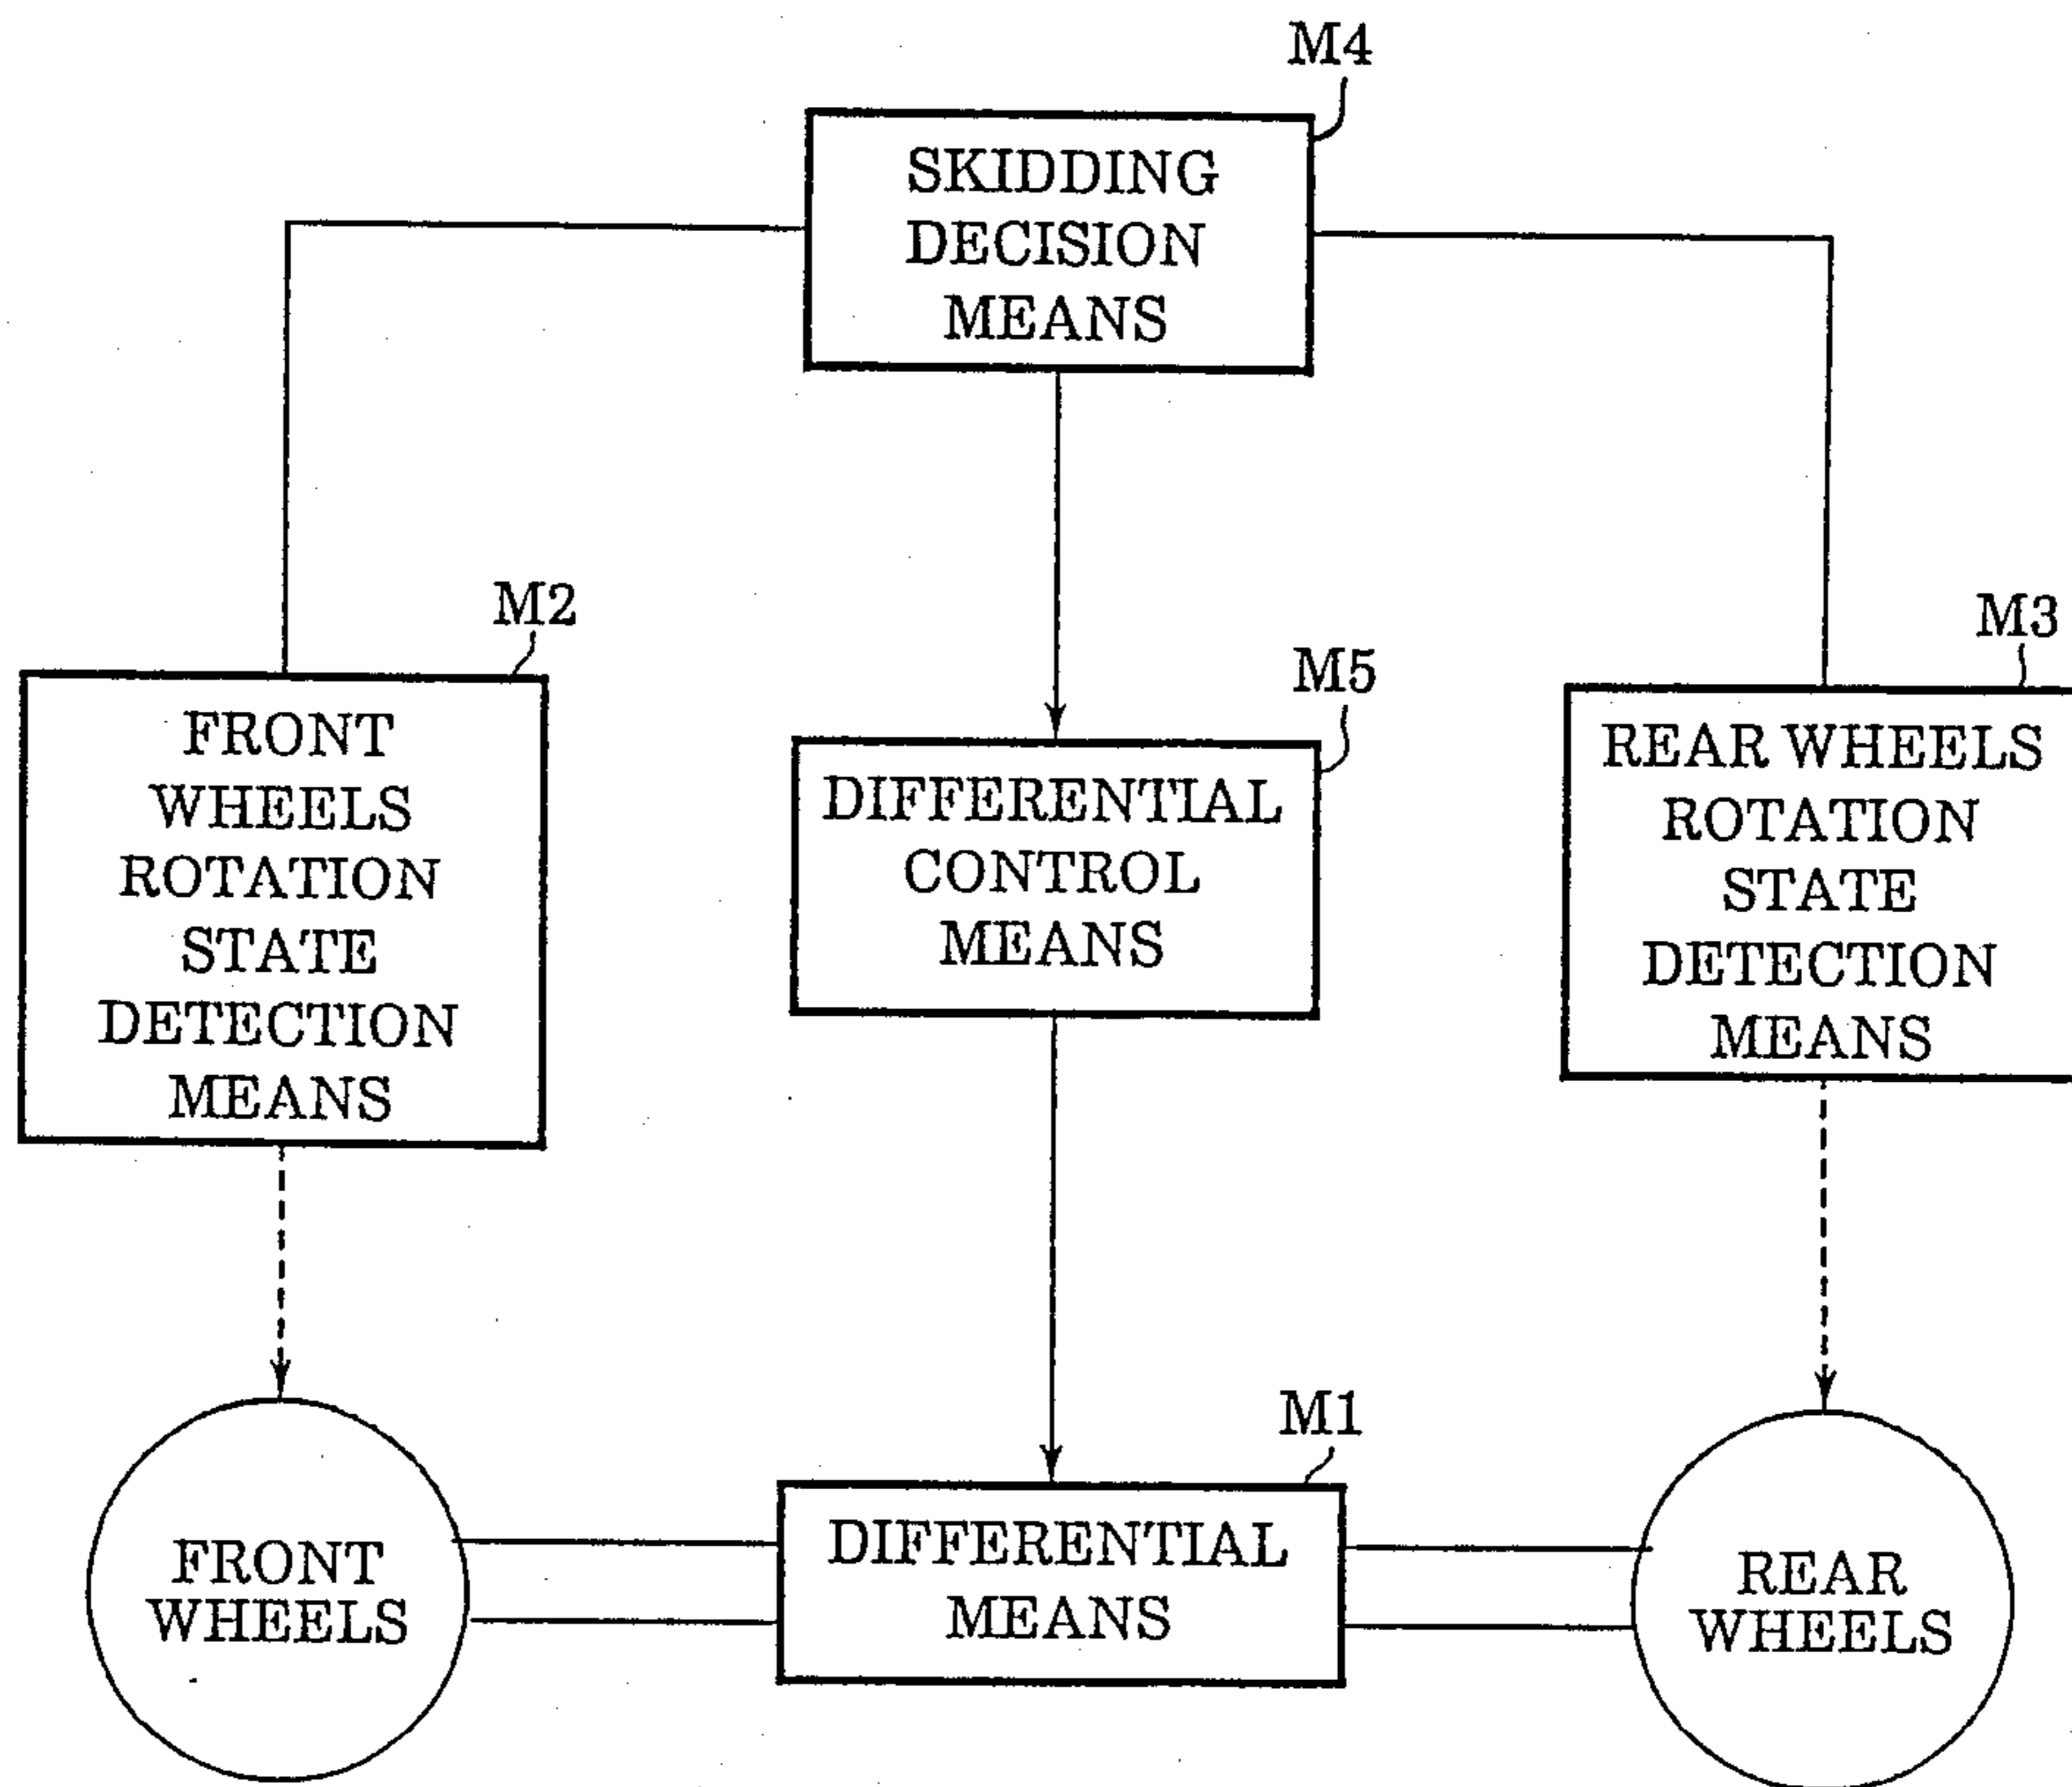 M4
SKIDDING
DECISION
MEANS
M2
FRONT
WHEELS
ROTATION
STATE
DETECTION
MEANS
M5
DIFFERENTIAL
CONTROL
MEANS
M3
REAR WHEELS
ROTATION
STATE
DETECTION
MEANS
FRONT
WHEELS
M1
DIFFERENTIAL
MEANS
REAR
WHEELS